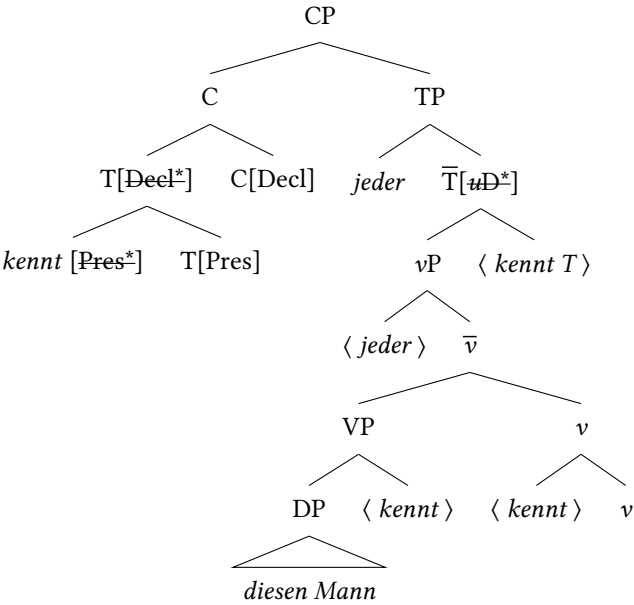 CP
C TP
T[Decl*] C[Decl] jeder T̅[uD*]
kennt [Pres*] T[Pres] vP ⟨ kennt T ⟩
⟨ jeder ⟩ v̅
VP v
DP ⟨ kennt ⟩ ⟨ kennt ⟩ v
diesen Mann